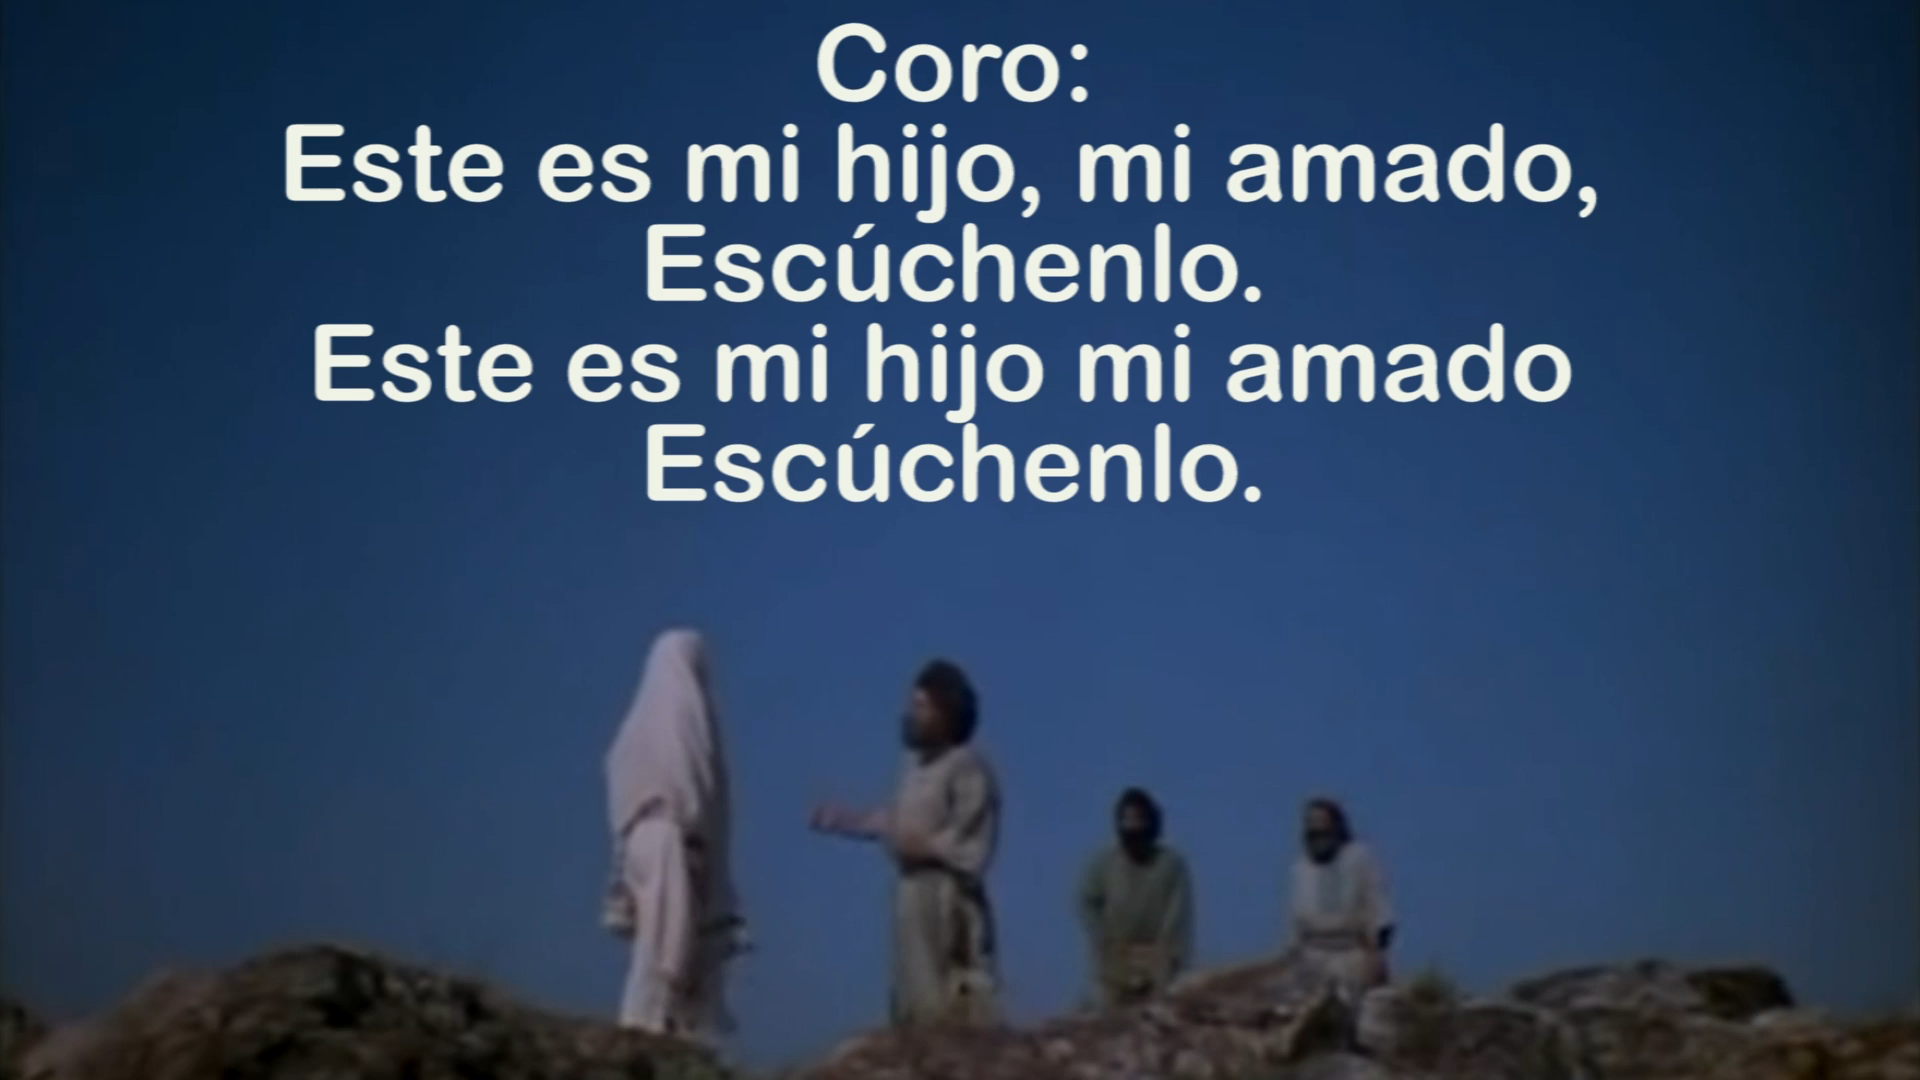 Coro:
Este es mi hijo, mi amado,
Escúchenlo.
Este es mi hijo mi amado
Escúchenlo.